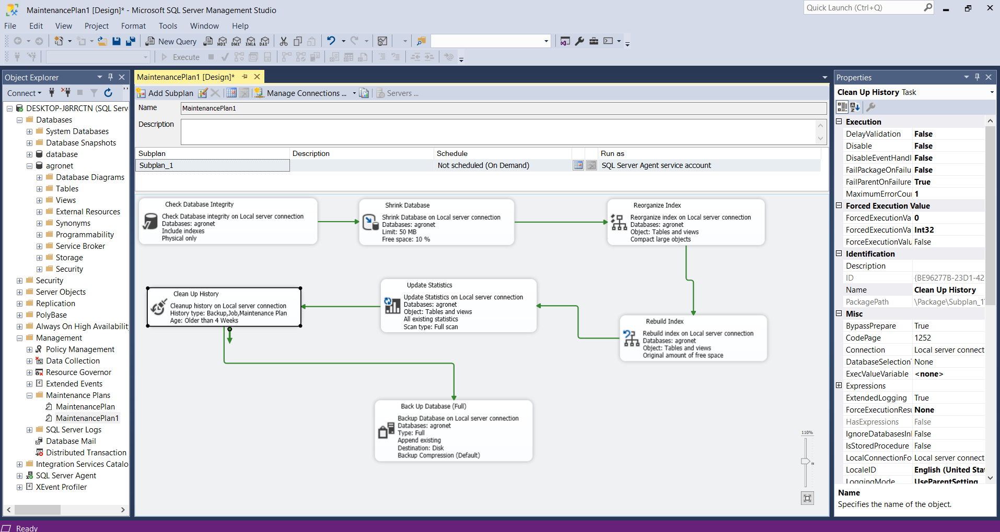 MaintenancePlan1 [Design]* - Microsoft SQL Server Management Studio
Quick Launch (Ctrl+Q)
File Edit View Project Format Tools Window Help
New Query MDX DMX XMLA DAX
Execute
Object Explorer
Connect
DESKTOP-J8RRCTN (SQL Serv
Databases
System Databases
Database Snapshots
database
agronet
Database Diagrams
Tables
Views
External Resources
Synonyms
Programmability
Service Broker
Storage
Security
Security
Server Objects
Replication
PolyBase
Always On High Availabilit
Management
Policy Management
Data Collection
Resource Governor
Extended Events
Maintenance Plans
MaintenancePlan
MaintenancePlan1
SQL Server Logs
Database Mail
Distributed Transaction
Integration Services Catalo
SQL Server Agent
XEvent Profiler
MaintenancePlan1 [Design]*
Add Subplan Manage Connections ... Servers ...
Name MaintenancePlan1
Description
Subplan Description Schedule Run as
Subplan_1 Not scheduled (On Demand) SQL Server Agent service account
Check Database Integrity
Check Database integrity on Local server connection
Databases: agronet
Include indexes
Physical only
Shrink Database
Shrink Database on Local server connection
Databases: agronet
Limit: 50 MB
Free space: 10 %
Reorganize Index
Reorganize index on Local server connection
Databases: agronet
Object: Tables and views
Compact large objects
Clean Up History
Cleanup history on Local server connection
History type: Backup,Job,Maintenance Plan
Age: Older than 4 Weeks
Update Statistics
Update Statistics on Local server connection
Databases: agronet
Object: Tables and views
All existing statistics
Scan type: Full scan
Rebuild Index
Rebuild index on Local server connection
Databases: agronet
Object: Tables and views
Original amount of free space
Back Up Database (Full)
Backup Database on Local server connection
Databases: agronet
Type: Full
Append existing
Destination: Disk
Backup Compression (Default)
110%
Properties
Clean Up History Task
Execution
DelayValidation False
Disable False
DisableEventHandl False
FailPackageOnFailu False
FailParentOnFailure True
MaximumErrorCou 1
Forced Execution Value
ForcedExecutionVa 0
ForcedExecutionVa Int32
ForceExecutionValu False
Identification
Description
ID {BE96277B-23D1-42
Name Clean Up History
PackagePath \Package\Subplan_1
Misc
BypassPrepare True
CodePage 1252
Connection Local server connect
DatabaseSelectionT None
ExecValueVariable <none>
Expressions
ExtendedLogging True
ForceExecutionResu None
HasExpressions False
IgnoreDatabasesInl False
IsStoredProcedure False
LocalConnectionFo Local server connect
LocaleID English (United Stat
LoggingMode UseParentSetting
Name
Specifies the name of the object.
Ready